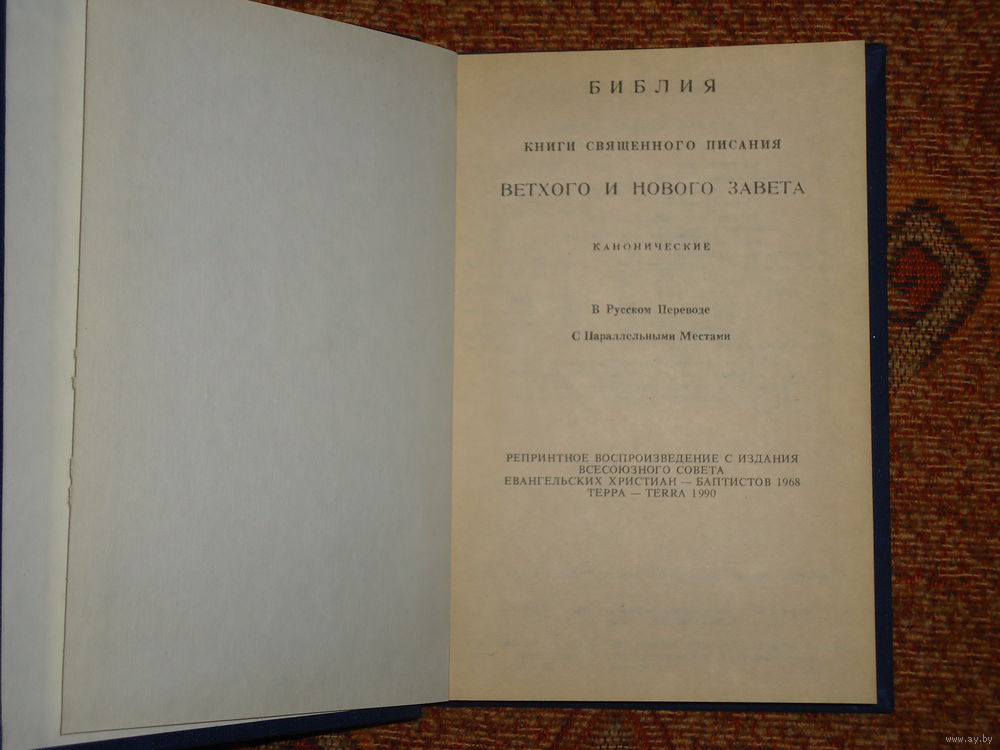 БИБЛИЯ
КНИГИ СВЯЩЕННОГО ПИСАНИЯ
ВЕТХОГО И НОВОГО ЗАВЕТА
КАНОНИЧЕСКИЕ
В Русском Переводе
С Параллельными Местами
РЕПРИНТНОЕ ВОСПРОИЗВЕДЕНИЕ С ИЗДАНИЯ
ВСЕСОЮЗНОГО СОВЕТА
ЕВАНГЕЛЬСКИХ ХРИСТИАН — БАПТИСТОВ 1968
ТЕРРА — TERRA 1990
www.ay.by